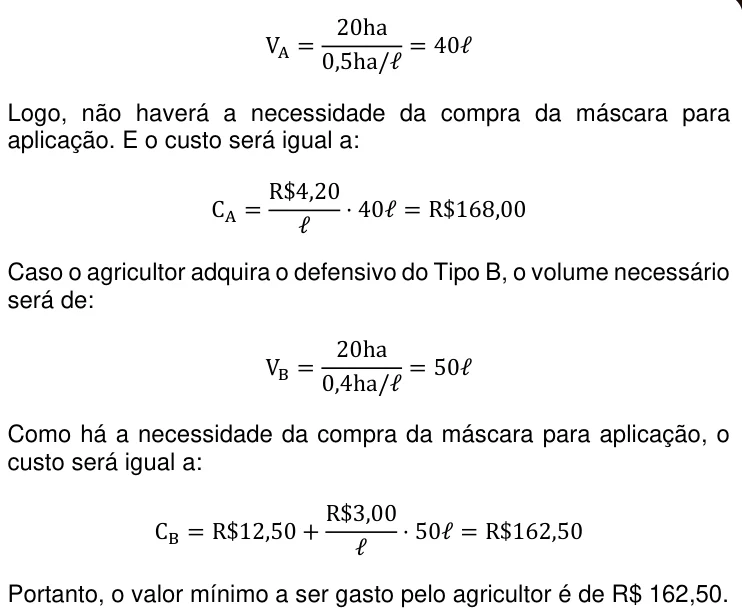 V_A = 20ha / 0,5ha/ℓ = 40ℓ
Logo, não haverá a necessidade da compra da máscara para
aplicação. E o custo será igual a:
C_A = R$4,20 / ℓ · 40ℓ = R$168,00
Caso o agricultor adquira o defensivo do Tipo B, o volume necessário
será de:
V_B = 20ha / 0,4ha/ℓ = 50ℓ
Como há a necessidade da compra da máscara para aplicação, o
custo será igual a:
C_B = R$12,50 + R$3,00 / ℓ · 50ℓ = R$162,50
Portanto, o valor mínimo a ser gasto pelo agricultor é de R$ 162,50.